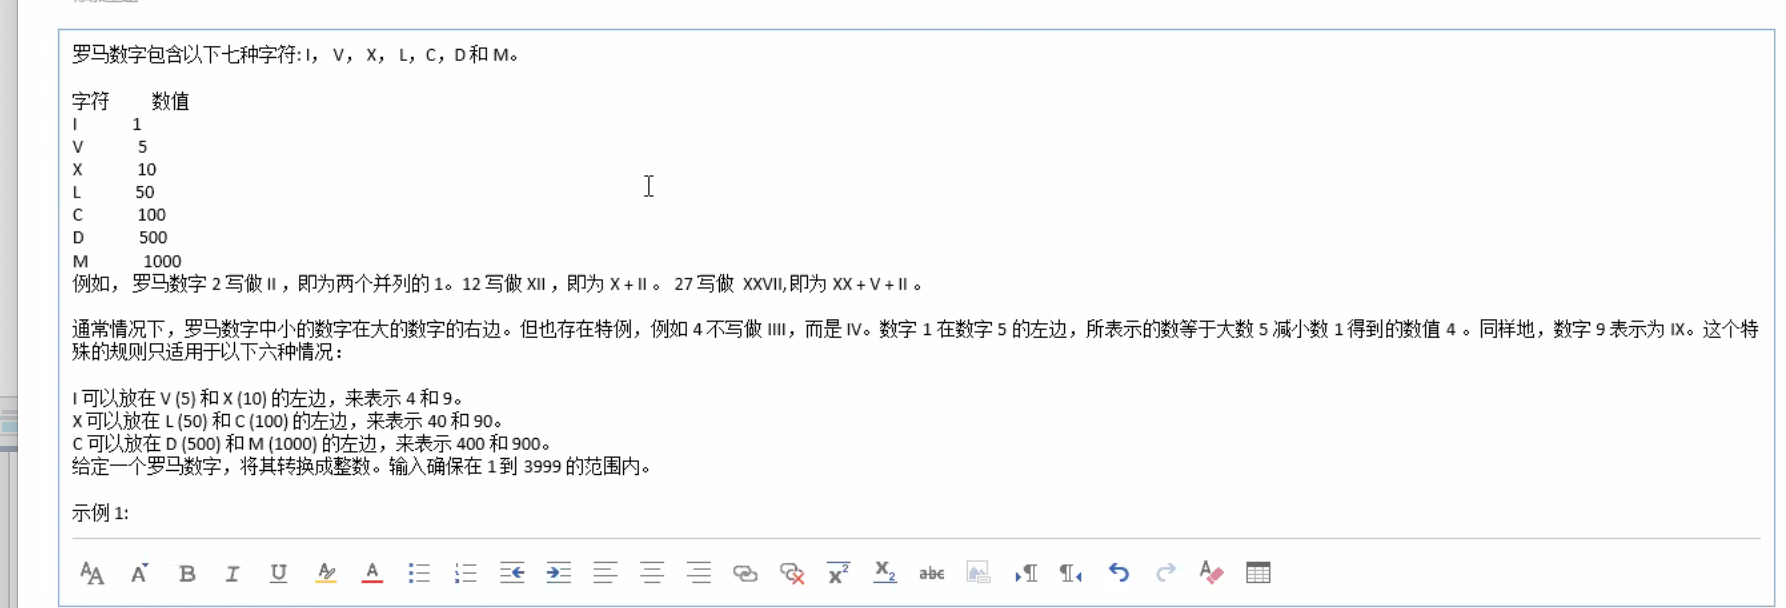 罗马数字包含以下七种字符: I， V， X， L，C，D 和 M。
字符 数值
I 1
V 5
X 10
L 50
C 100
D 500
M 1000
例如， 罗马数字 2 写做 II ，即为两个并列的 1。12 写做 XII ，即为 X + II 。 27 写做 XXVII, 即为 XX + V + II 。
通常情况下，罗马数字中小的数字在大的数字的右边。但也存在特例，例如 4 不写做 IIII，而是 IV。数字 1 在数字 5 的左边，所表示的数等于大数 5 减小数 1 得到的数值 4 。同样地，数字 9 表示为 IX。这个特
殊的规则只适用于以下六种情况：
I 可以放在 V (5) 和 X (10) 的左边，来表示 4 和 9。
X 可以放在 L (50) 和 C (100) 的左边，来表示 40 和 90。
C 可以放在 D (500) 和 M (1000) 的左边，来表示 400 和 900。
给定一个罗马数字，将其转换成整数。输入确保在 1 到 3999 的范围内。
示例 1: